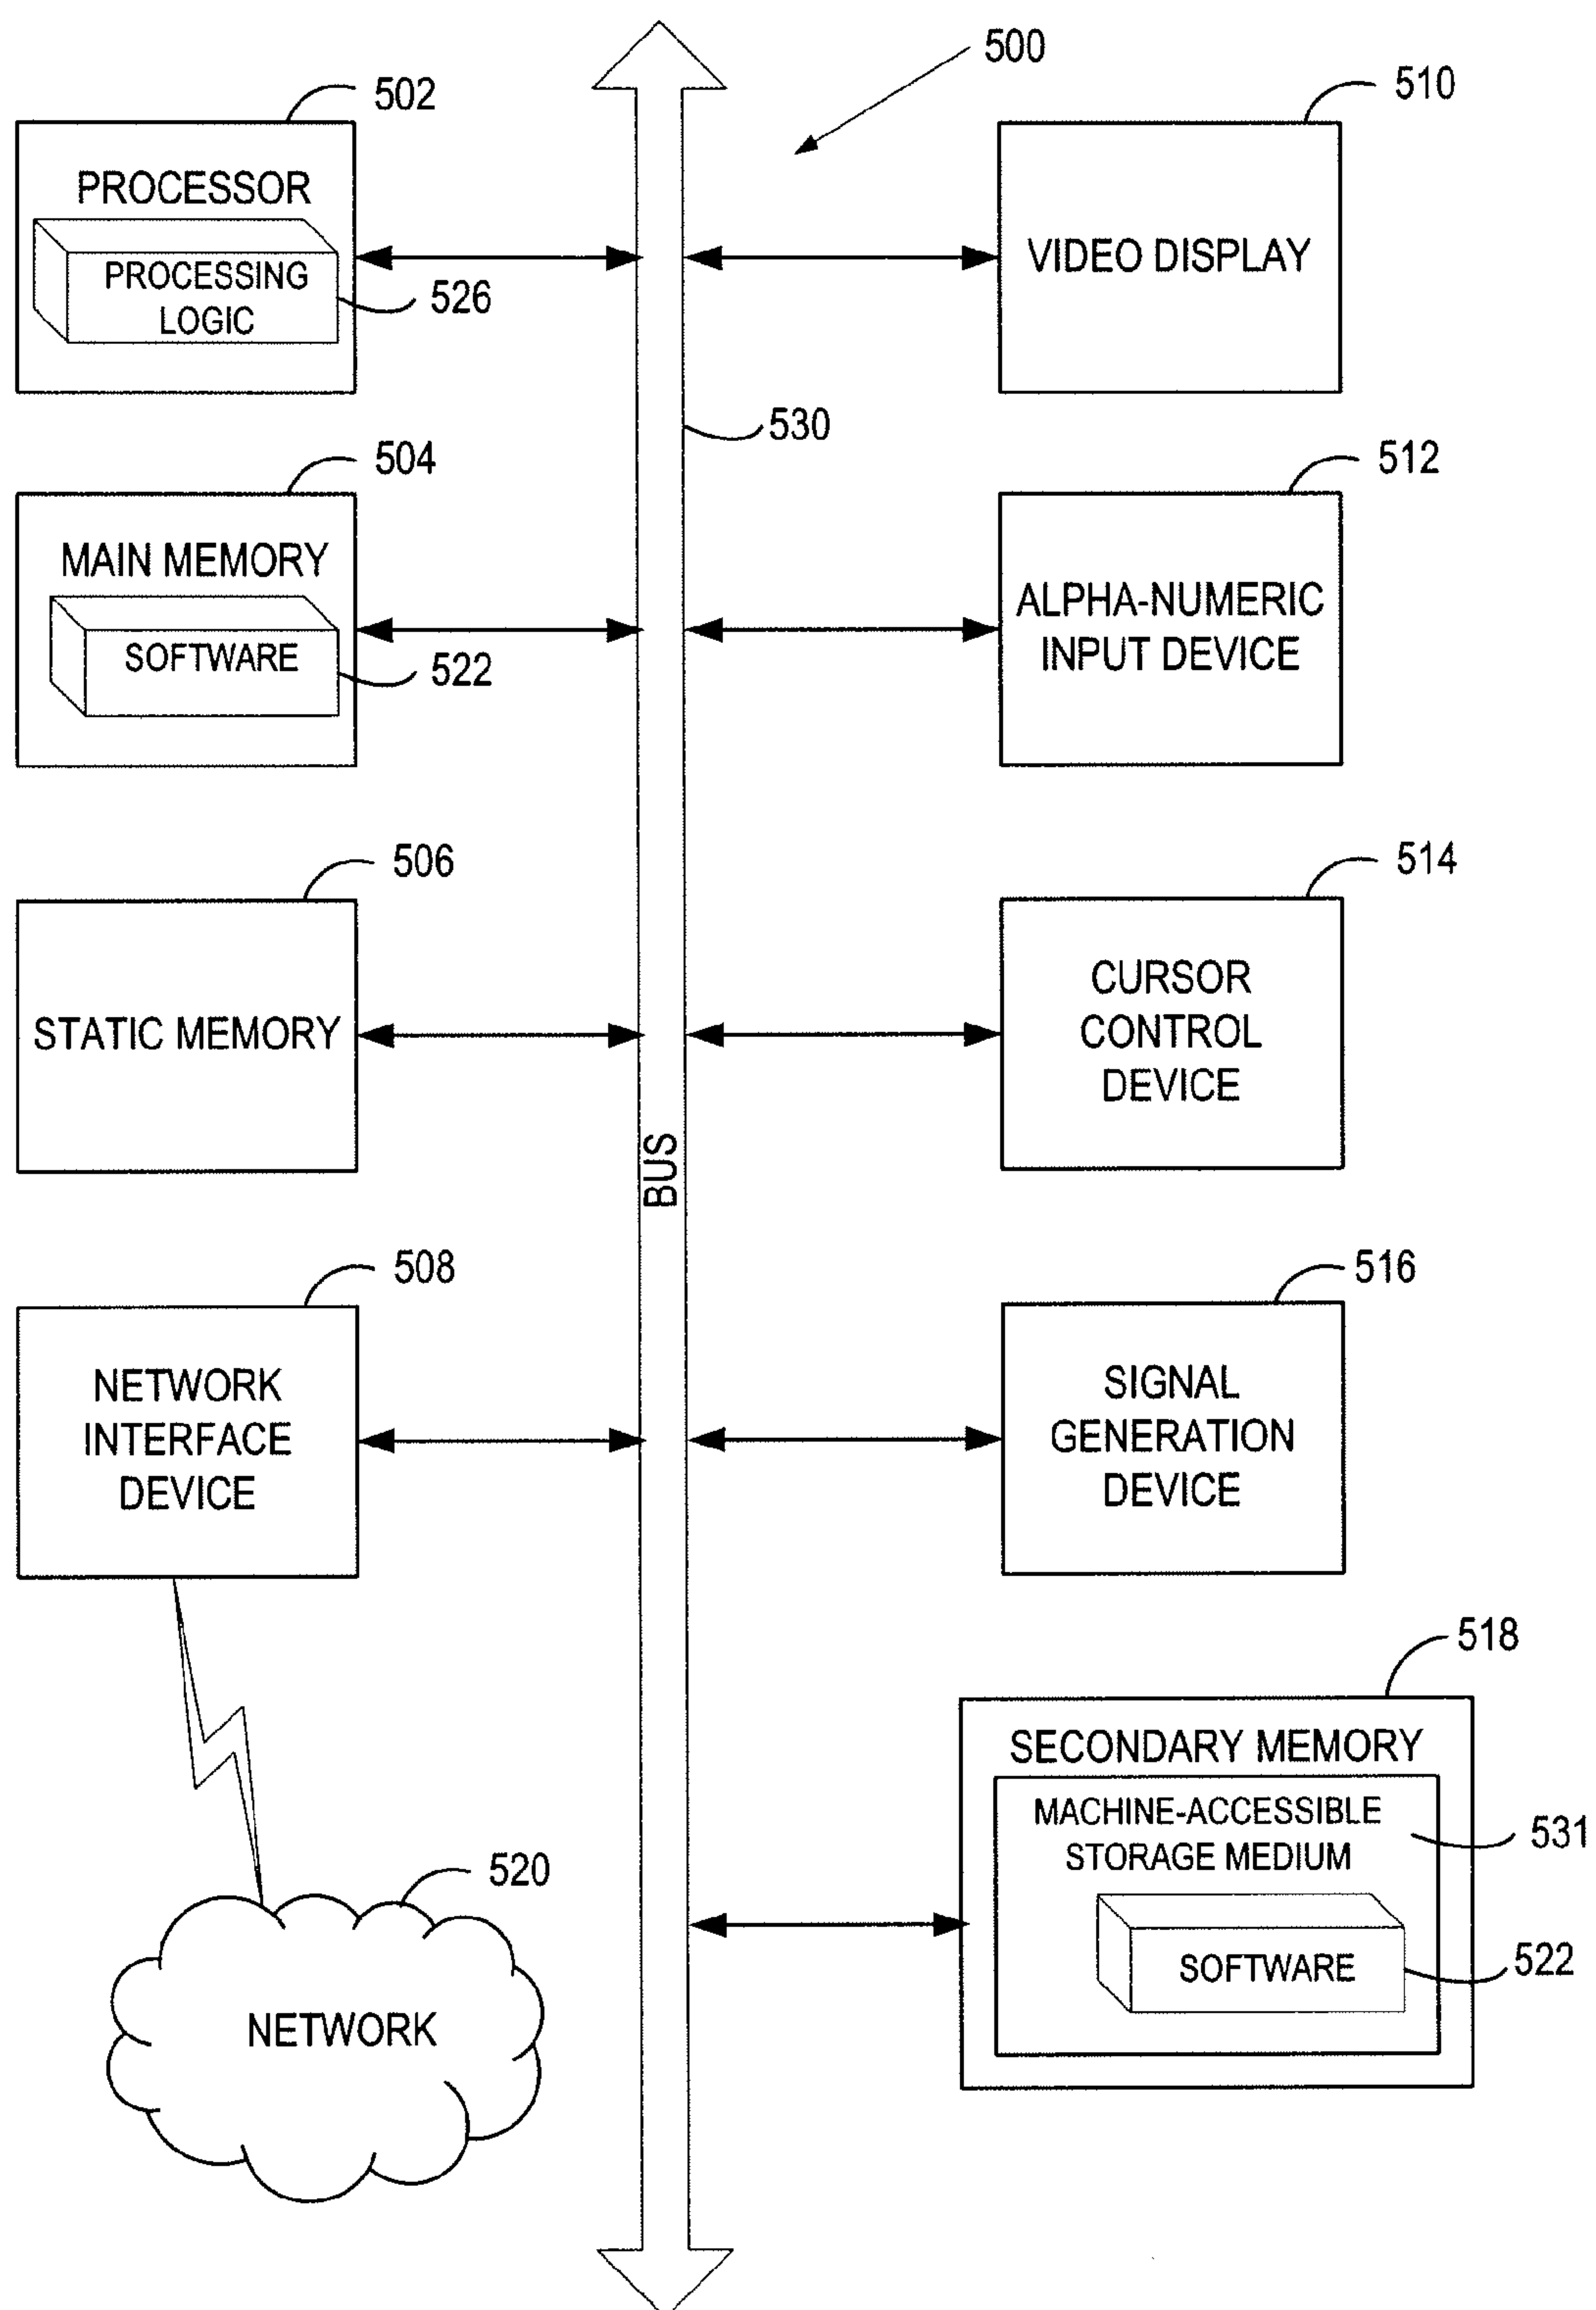 500
502
PROCESSOR
PROCESSING
LOGIC
526
510
VIDEO DISPLAY
530
504
MAIN MEMORY
SOFTWARE
522
512
ALPHA-NUMERIC
INPUT DEVICE
506
STATIC MEMORY
514
CURSOR
CONTROL
DEVICE
BUS
508
NETWORK
INTERFACE
DEVICE
516
SIGNAL
GENERATION
DEVICE
518
SECONDARY MEMORY
MACHINE-ACCESSIBLE
STORAGE MEDIUM
531
SOFTWARE
522
520
NETWORK